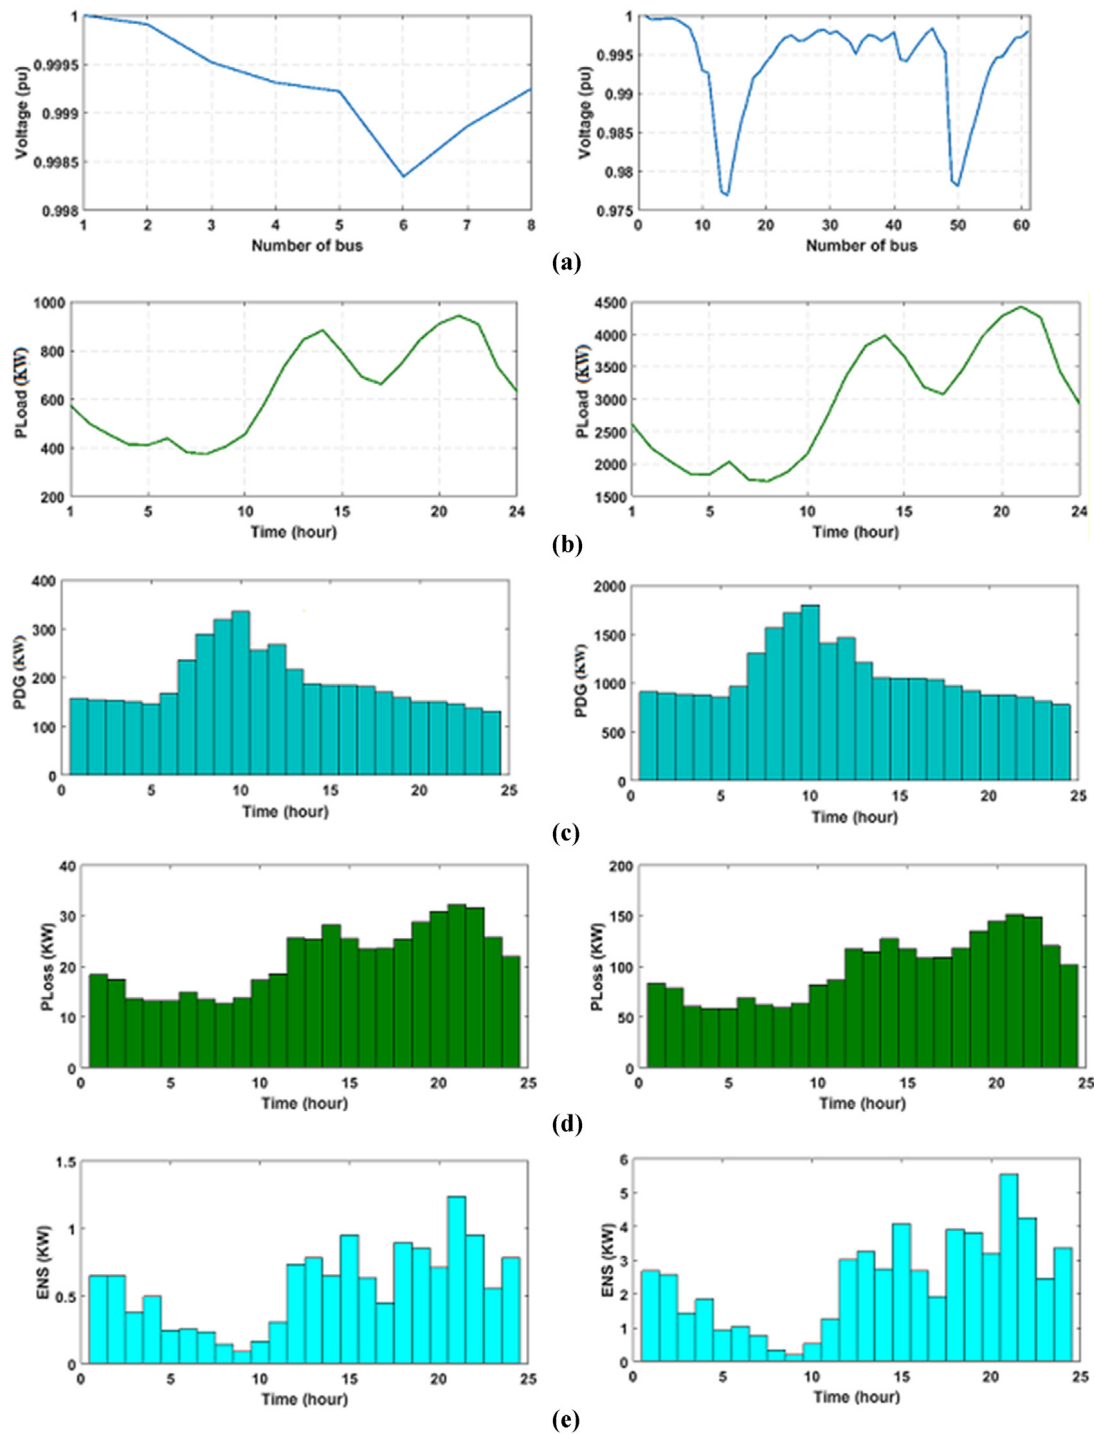 1
0.9995
0.999
0.9985
0.998
Voltage (pu)
1 2 3 4 5 6 7 8
Number of bus
1
0.995
0.99
0.985
0.98
0.975
Voltage (pu)
0 10 20 30 40 50 60
Number of bus
(a)
1000
800
600
400
200
PLoad (KW)
1 5 10 15 20 24
Time (hour)
4500
4000
3500
3000
2500
2000
1500
PLoad (KW)
1 5 10 15 20 24
Time (hour)
(b)
400
300
200
100
0
PDG (KW)
0 5 10 15 20 25
Time (hour)
2000
1500
1000
500
0
PDG (KW)
0 5 10 15 20 25
Time (hour)
(c)
40
30
20
10
0
PLoss (KW)
0 5 10 15 20 25
Time (hour)
200
150
100
50
0
PLoss (KW)
0 5 10 15 20 25
Time (hour)
(d)
1.5
1
0.5
0
ENS (KW)
0 5 10 15 20 25
Time (hour)
6
5
4
3
2
1
0
ENS (KW)
0 5 10 15 20 25
Time (hour)
(e)